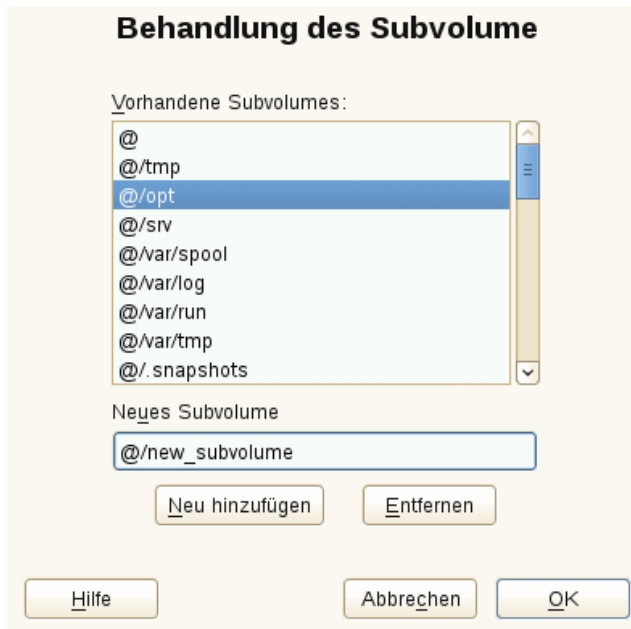 Behandlung des Subvolume
Vorhandene Subvolumes:
@
@/tmp
@/opt
@/srv
@/var/spool
@/var/log
@/var/run
@/var/tmp
@/.snapshots
Neues Subvolume
@/new_subvolume
Neu hinzufügen Entfernen
Hilfe Abbrechen OK